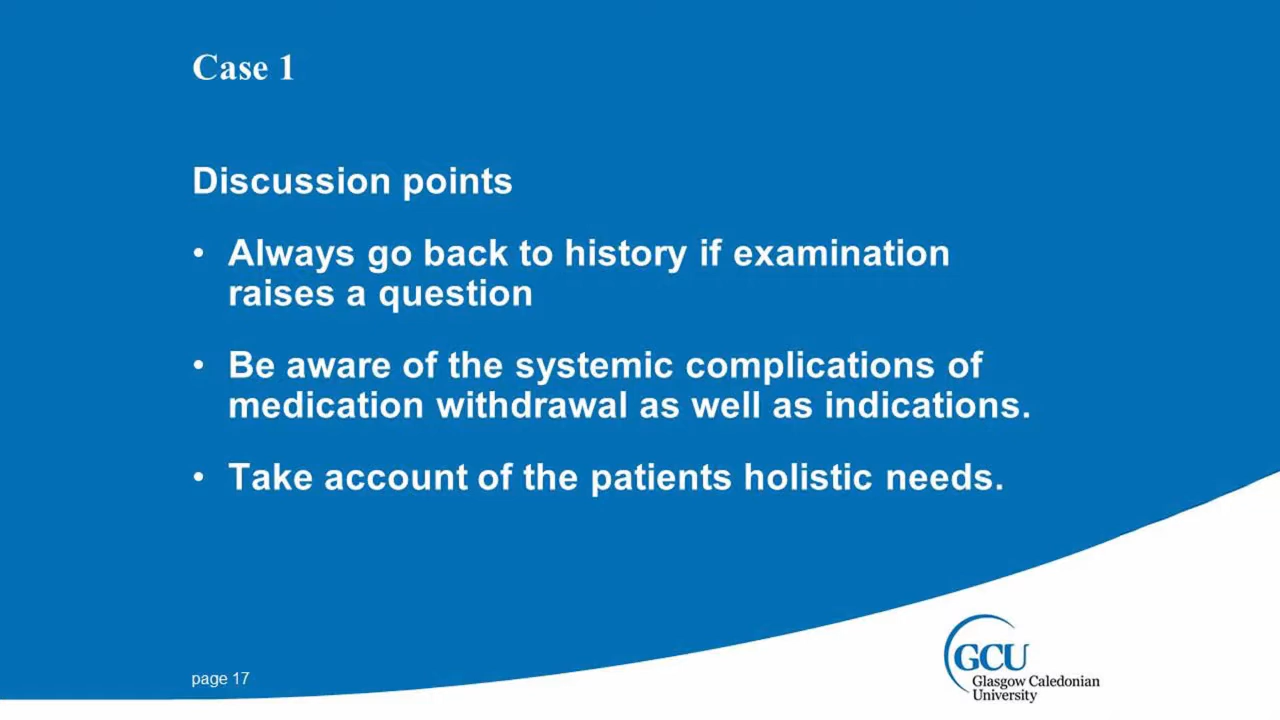 Case 1
Discussion points
• Always go back to history if examination
raises a question
• Be aware of the systemic complications of
medication withdrawal as well as indications.
• Take account of the patients holistic needs.
page 17
GCU
Glasgow Caledonian
University